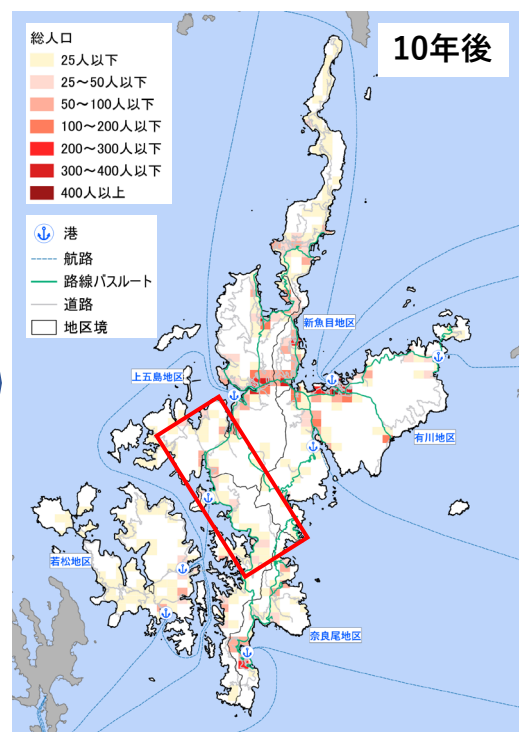 10年後
総人口
25人以下
25～50人以下
50～100人以下
100～200人以下
200～300人以下
300～400人以下
400人以上
港
航路
路線バスルート
道路
地区境
新魚目地区
上五島地区
有川地区
若松地区
奈良尾地区